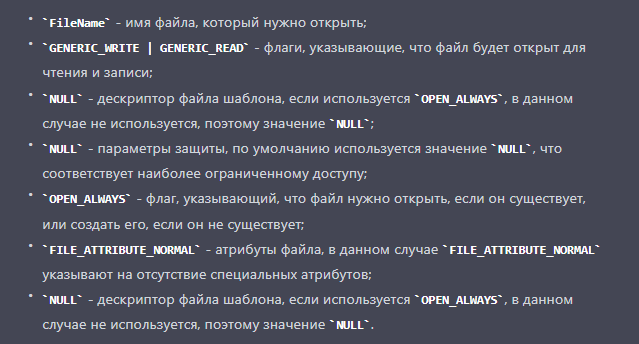 • `FileName` - имя файла, который нужно открыть;
• `GENERIC_WRITE | GENERIC_READ` - флаги, указывающие, что файл будет открыт для
чтения и записи;
• `NULL` - дескриптор файла шаблона, если используется `OPEN_ALWAYS`, в данном
случае не используется, поэтому значение `NULL`;
• `NULL` - параметры защиты, по умолчанию используется значение `NULL`, что
соответствует наиболее ограниченному доступу;
• `OPEN_ALWAYS` - флаг, указывающий, что файл нужно открыть, если он существует,
или создать его, если он не существует;
• `FILE_ATTRIBUTE_NORMAL` - атрибуты файла, в данном случае `FILE_ATTRIBUTE_NORMAL`
указывают на отсутствие специальных атрибутов;
• `NULL` - дескриптор файла шаблона, если используется `OPEN_ALWAYS`, в данном
случае не используется, поэтому значение `NULL`.